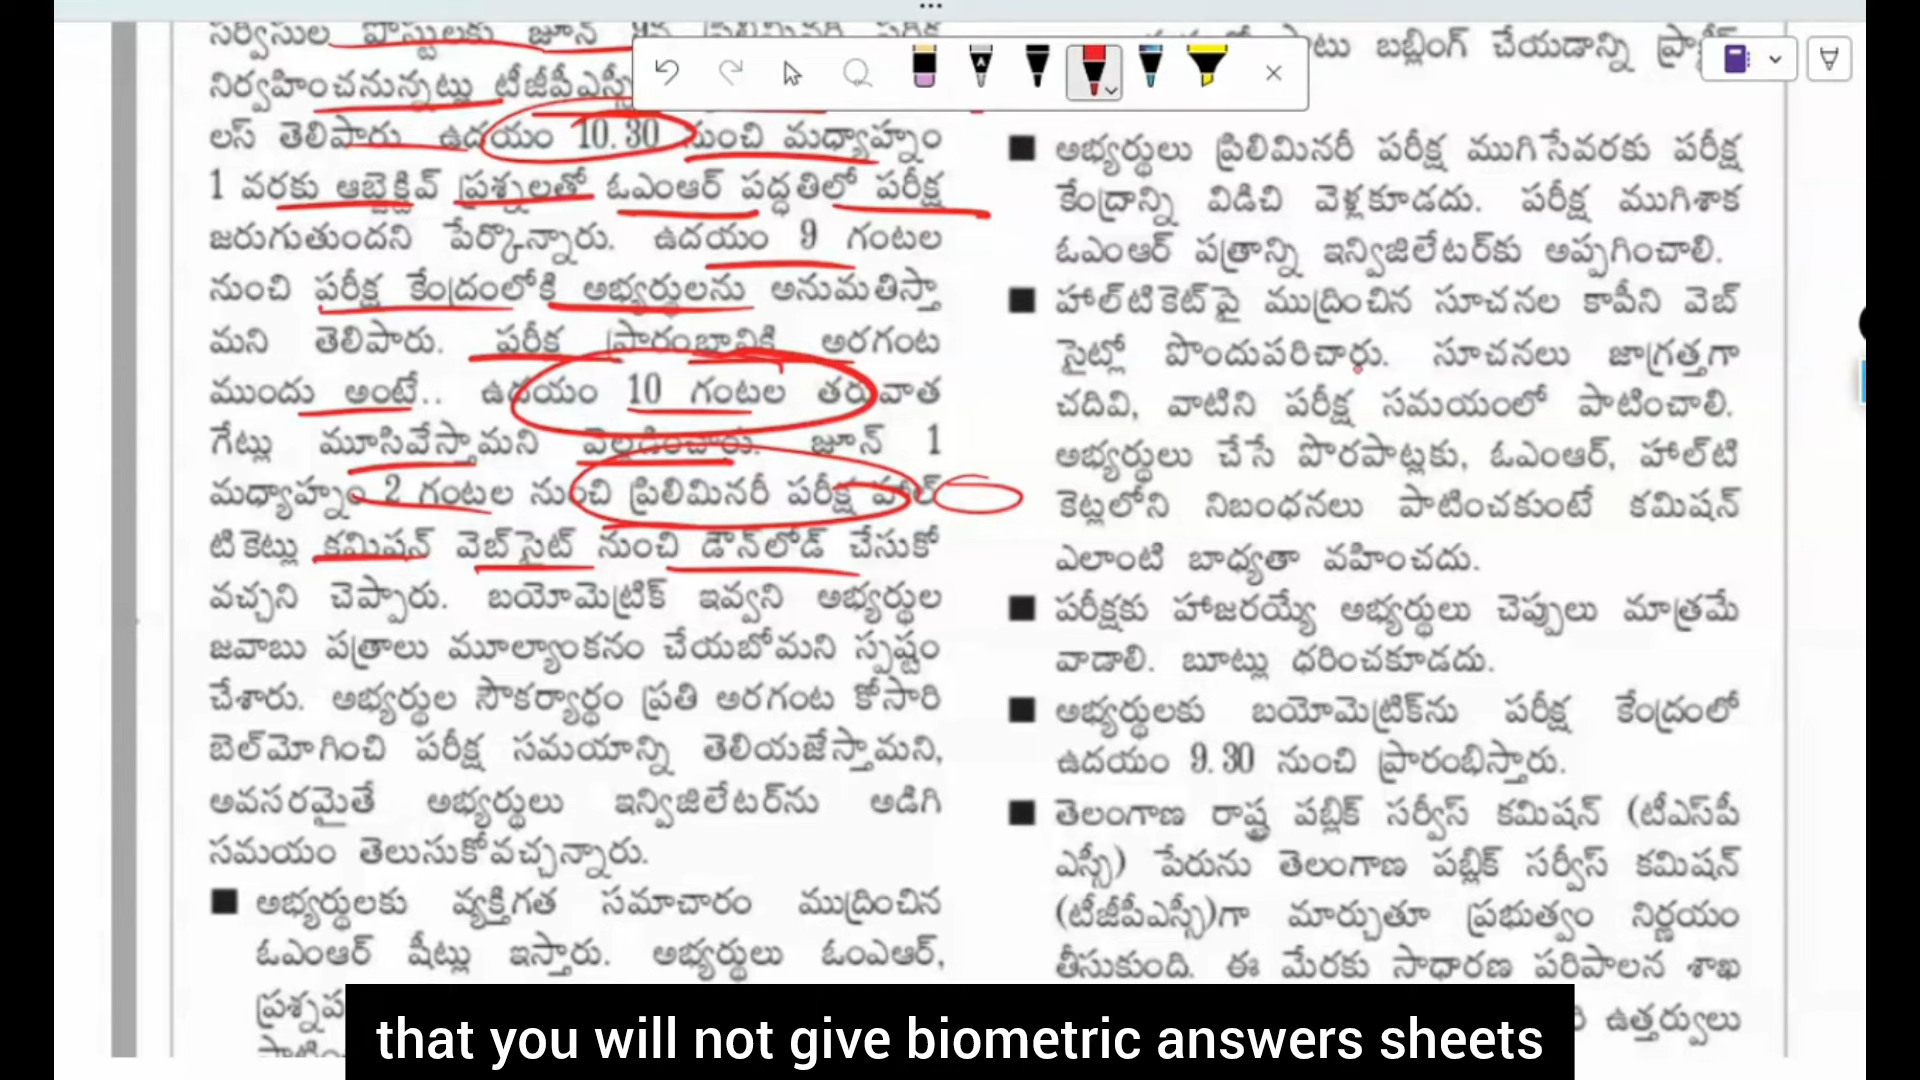 సర్వీసుల పోస్టులకు జూన్
నిర్వహించనున్నట్టు టీజీపీఎస్సీ
లస్ తెలిపారు. ఉదయం 10.30 నుంచి మధ్యాహ్నం
1 వరకు ఆబ్జెక్టివ్ ప్రశ్నలతో ఓఎంఆర్ పద్ధతిలో పరీక్ష
జరుగుతుందని పేర్కొన్నారు. ఉదయం 9 గంటల
నుంచి పరీక్ష కేంద్రంలోకి అభ్యర్థులను అనుమతిస్తా
మని తెలిపారు. పరీక్ష ప్రారంభానికి అరగంట
ముందు అంటే.. ఉదయం 10 గంటల తరువాత
గేట్లు మూసివేస్తామని వెల్లడించారు. జూన్ 1
మధ్యాహ్నం 2 గంటల నుంచి ప్రిలిమినరీ పరీక్ష హాల్
టికెట్లు కమిషన్ వెబ్‌సైట్ నుంచి డౌన్‌లోడ్ చేసుకో
వచ్చని చెప్పారు. బయోమెట్రిక్ ఇవ్వని అభ్యర్థుల
జవాబు పత్రాలు మూల్యాంకనం చేయబోమని స్పష్టం
చేశారు. అభ్యర్థుల సౌకర్యార్థం ప్రతి అరగంట కోసారి
బెల్‌మోగించి పరీక్ష సమయాన్ని తెలియజేస్తామని,
అవసరమైతే అభ్యర్థులు ఇన్విజిలేటర్‌ను అడిగి
సమయం తెలుసుకోవచ్చన్నారు.
■ అభ్యర్థులకు వ్యక్తిగత సమాచారం ముద్రించిన
ఓఎంఆర్ షీట్లు ఇస్తారు. అభ్యర్థులు ఓంఎఆర్,
బబ్లింగ్ చేయడాన్ని
■ అభ్యర్థులు ప్రిలిమినరీ పరీక్ష ముగిసేవరకు పరీక్ష
కేంద్రాన్ని విడిచి వెళ్లకూడదు. పరీక్ష ముగిశాక
ఓఎంఆర్ పత్రాన్ని ఇన్విజిలేటర్‌కు అప్పగించాలి.
■ హాల్‌టికెట్‌పై ముద్రించిన సూచనల కాపీని వెబ్
సైట్లో పొందుపరిచారు. సూచనలు జాగ్రత్తగా
చదివి, వాటిని పరీక్ష సమయంలో పాటించాలి.
అభ్యర్థులు చేసే పొరపాట్లకు, ఓఎంఆర్, హాల్‌టి
కెట్లలోని నిబంధనలు పాటించకుంటే కమిషన్
ఎలాంటి బాధ్యతా వహించదు.
■ పరీక్షకు హాజరయ్యే అభ్యర్థులు చెప్పులు మాత్రమే
వాడాలి. బూట్లు ధరించకూడదు.
■ అభ్యర్థులకు బయోమెట్రిక్‌ను పరీక్ష కేంద్రంలో
ఉదయం 9.30 నుంచి ప్రారంభిస్తారు.
■ తెలంగాణ రాష్ట్ర పబ్లిక్ సర్వీస్ కమిషన్ (టీఎస్‌పీ
ఎస్సీ) పేరును తెలంగాణ పబ్లిక్ సర్వీస్ కమిషన్
(టీజీపీఎస్సీ)గా మార్చుతూ ప్రభుత్వం నిర్ణయం
తీసుకుంది. ఈ మేరకు సాధారణ పరిపాలన శాఖ
ఉత్తర్వులు
that you will not give biometric answers sheets